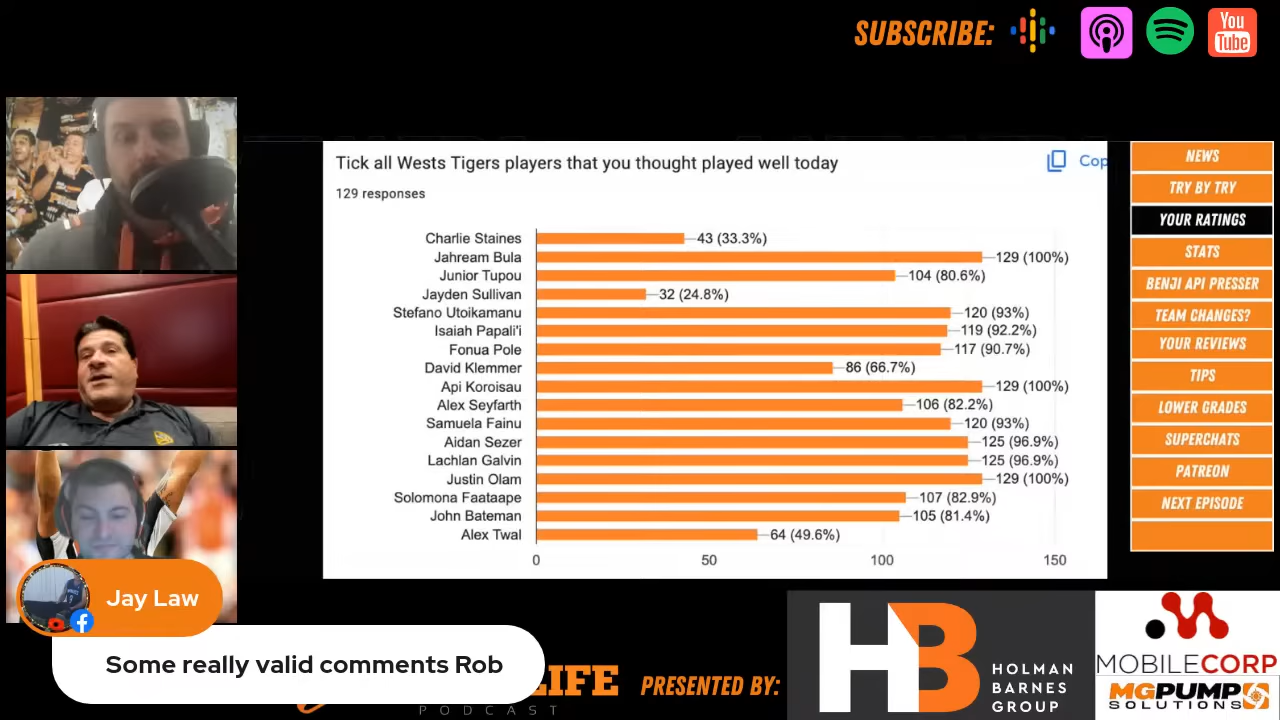 SUBSCRIBE:
You
Tube
Tick all Wests Tigers players that you thought played well today
Cop
129 responses
Charlie Staines 43 (33.3%)
Jahream Bula 129 (100%)
Junior Tupou 104 (80.6%)
Jayden Sullivan 32 (24.8%)
Stefano Utoikamanu 120 (93%)
Isaiah Papali'i 119 (92.2%)
Fonua Pole 117 (90.7%)
David Klemmer 86 (66.7%)
Api Koroisau 129 (100%)
Alex Seyfarth 106 (82.2%)
Samuela Fainu 120 (93%)
Aidan Sezer 125 (96.9%)
Lachlan Galvin 125 (96.9%)
Justin Olam 129 (100%)
Solomona Faataape 107 (82.9%)
John Bateman 105 (81.4%)
Alex Twal 64 (49.6%)
0 50 100 150
NEWS
TRY BY TRY
YOUR RATINGS
STATS
BENJI API PRESSER
TEAM CHANGES?
YOUR REVIEWS
TIPS
LOWER GRADES
SUPERCHATS
PATREON
NEXT EPISODE
Jay Law
Some really valid comments Rob
LIFE
PODCAST
PRESENTED BY:
HB
HOLMAN
BARNES
GROUP
MOBILECORP
MGPUMP
SOLUTIONS